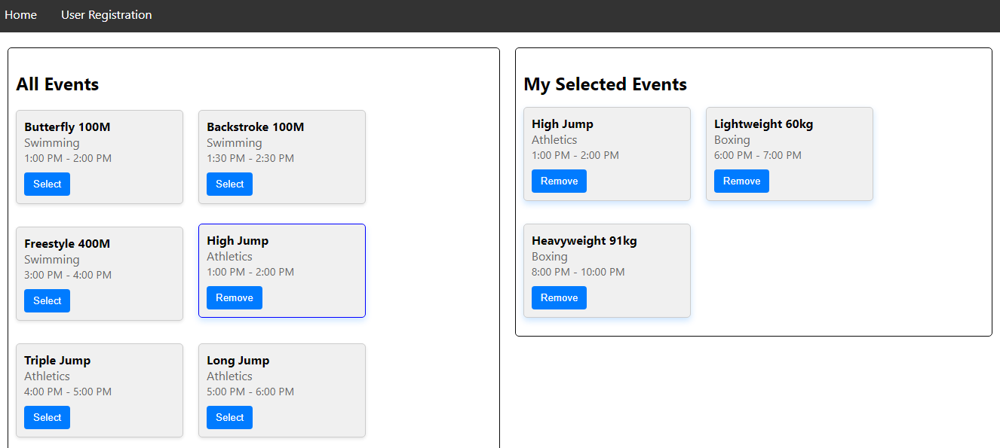 Home
User Registration
All Events
Butterfly 100M
Swimming
1:00 PM - 2:00 PM
Select
Backstroke 100M
Swimming
1:30 PM - 2:30 PM
Select
Freestyle 400M
Swimming
3:00 PM - 4:00 PM
Select
High Jump
Athletics
1:00 PM - 2:00 PM
Remove
Triple Jump
Athletics
4:00 PM - 5:00 PM
Select
Long Jump
Athletics
5:00 PM - 6:00 PM
Select
My Selected Events
High Jump
Athletics
1:00 PM - 2:00 PM
Remove
Lightweight 60kg
Boxing
6:00 PM - 7:00 PM
Remove
Heavyweight 91kg
Boxing
8:00 PM - 10:00 PM
Remove